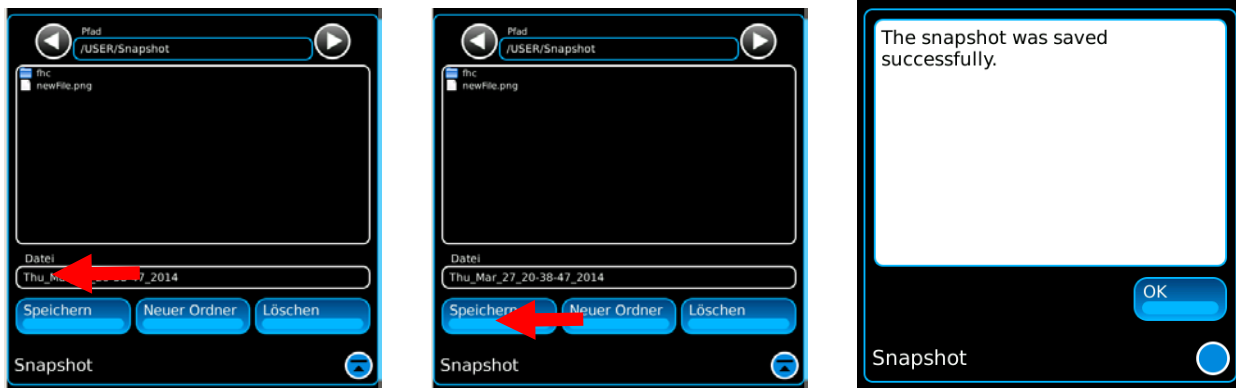 Pfad
/USER/Snapshot
fhc
newFile.png
Datei
Speichern
Neuer Ordner
Löschen
Snapshot
Pfad
/USER/Snapshot
fhc
newFile.png
Datei
Thu_Mar_27_20-38-47_2014
Speichern
Neuer Ordner
Löschen
Snapshot
The snapshot was saved
successfully.
OK
Snapshot